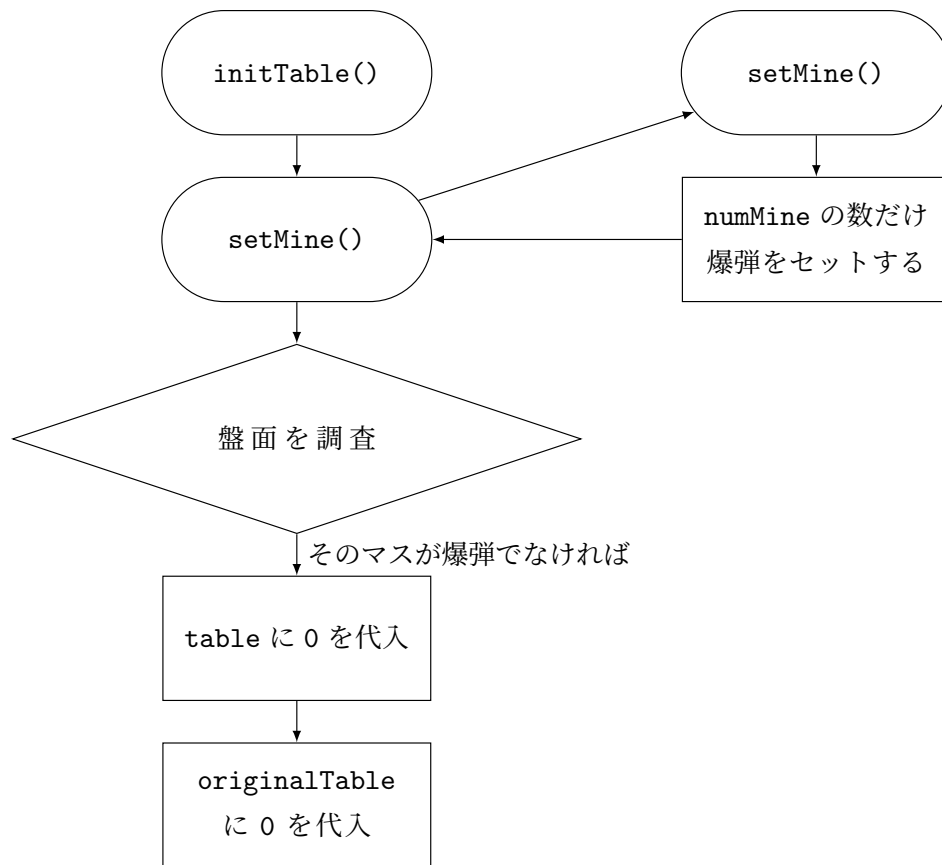 initTable()
setMine()
setMine()
numMine の数だけ
爆弾をセットする
盤面を調査
そのマスが爆弾でなければ
table に 0 を代入
originalTable
に 0 を代入